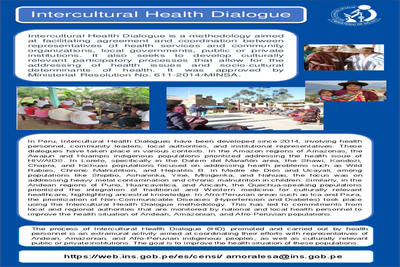 Intercultural Health Dialogue
Intercultural Health Dialogue is a methodology aimed
at facilitating agreement and coordination between
representatives of health services and community
organizations, local governments, public or private
institutions. It also seeks to develop culturally
relevant participatory processes that allow for the
addressing of health issues and socio-cultural
determinants of health. It was approved by
Ministerial Resolution No. 611-2014/MINSA.
In Peru, Intercultural Health Dialogues have been developed since 2014, involving health
personnel, community leaders, local authorities, and institutional representatives. These
dialogues have taken place in various contexts. In the Amazon regions of Amazonas, the
Awajun and Huampis indigenous populations prioritized addressing the health issue of
HIV/AIDS. In Loreto, specifically in the Datem del Marañón area, the Shawi, Kandozi,
Chapra, and Kichuas populations focused on addressing health problems such as Wild
Rabies, Chronic Malnutrition, and Hepatitis B. In Madre de Dios and Ucayali, among
populations like Shipibo, Ashaninka, Yine, Mtsigenka, and Nahuas, the focus was on
addressing heavy metal contamination and chronic malnutrition in children. Among the
Andean regions of Puno, Huancavelica, and Ancash, the Quechua-speaking populations
prioritized the integration of traditional and Western medicine for culturally relevant
healthcare, highlighting ancestral knowledge. In Afro-Peruvian areas such as Ica and Piura,
the prioritization of Non-Communicable Diseases (Hypertension and Diabetes) took place
using the Intercultural Health Dialogue methodology. This has led to commitments from
local and regional authorities that are monitored by national and local health personnel to
improve the health situation of Andean, Amazonian, and Afro-Peruvian populations.
The process of Intercultural Health Dialogue (IHD) promoted and carried out by health
personnel is an extramural activity aimed at coordinating their efforts with representatives of
Andean, Amazonian, and Afro-Peruvian indigenous peoples, as well as culturally relevant
public or private institutions. The goal is to improve the health situation of these populations.
https://web.ins.gob.pe/es/censi/ amoralesa@ins.gob.pe